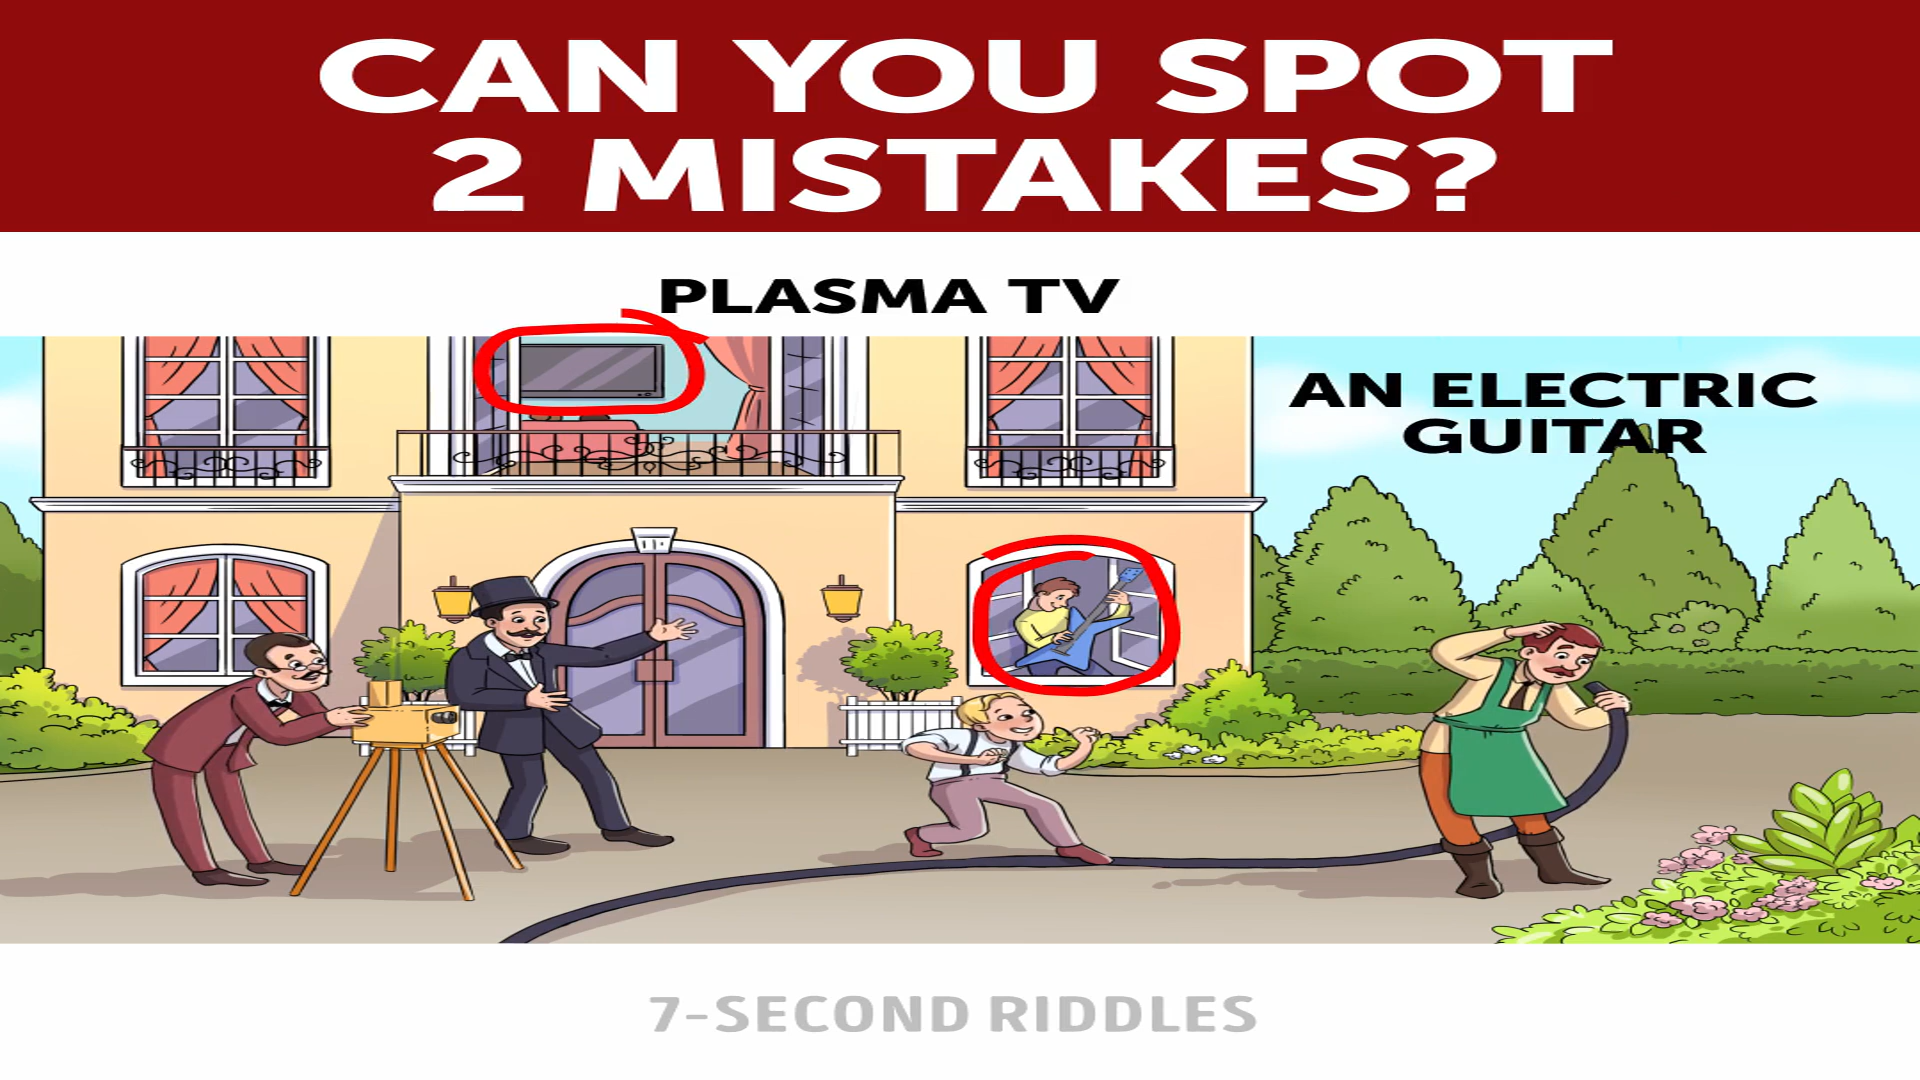 CAN YOU SPOT
2 MISTAKES?
PLASMA TV
AN ELECTRIC
GUITAR
7-SECOND RIDDLES